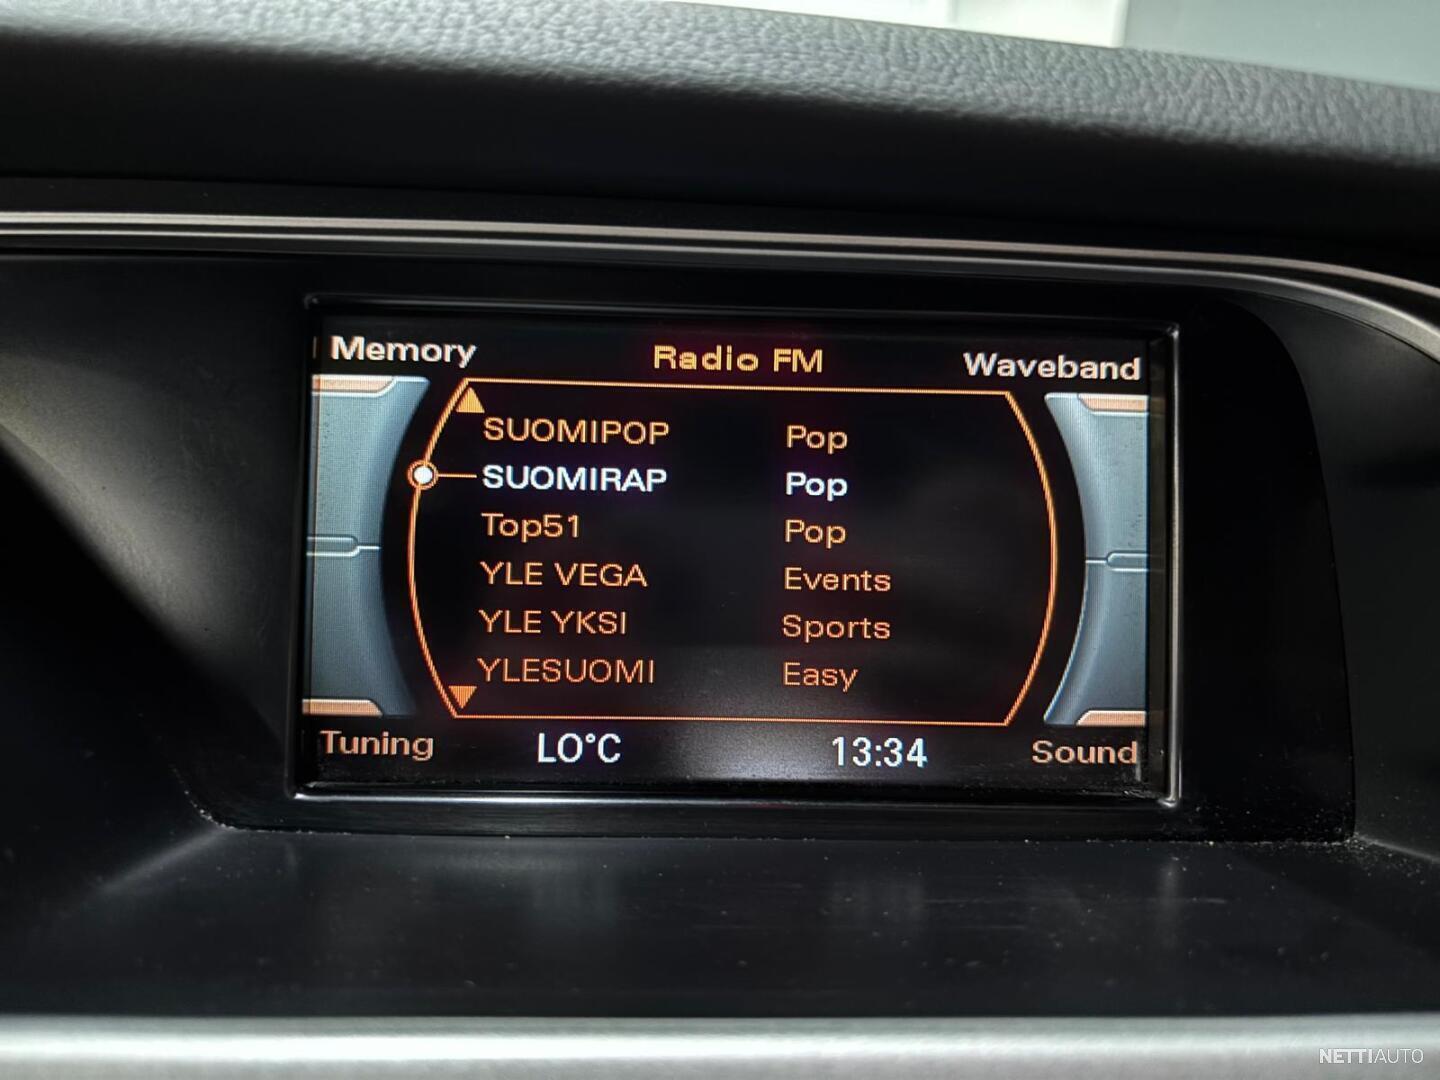 Memory Radio FM Waveband
SUOMIPOP Pop
SUOMIRAP Pop
Top51 Pop
YLE VEGA Events
YLE YKSI Sports
YLESUOMI Easy
Tuning LO°C 13:34 Sound
NETTIAUTO